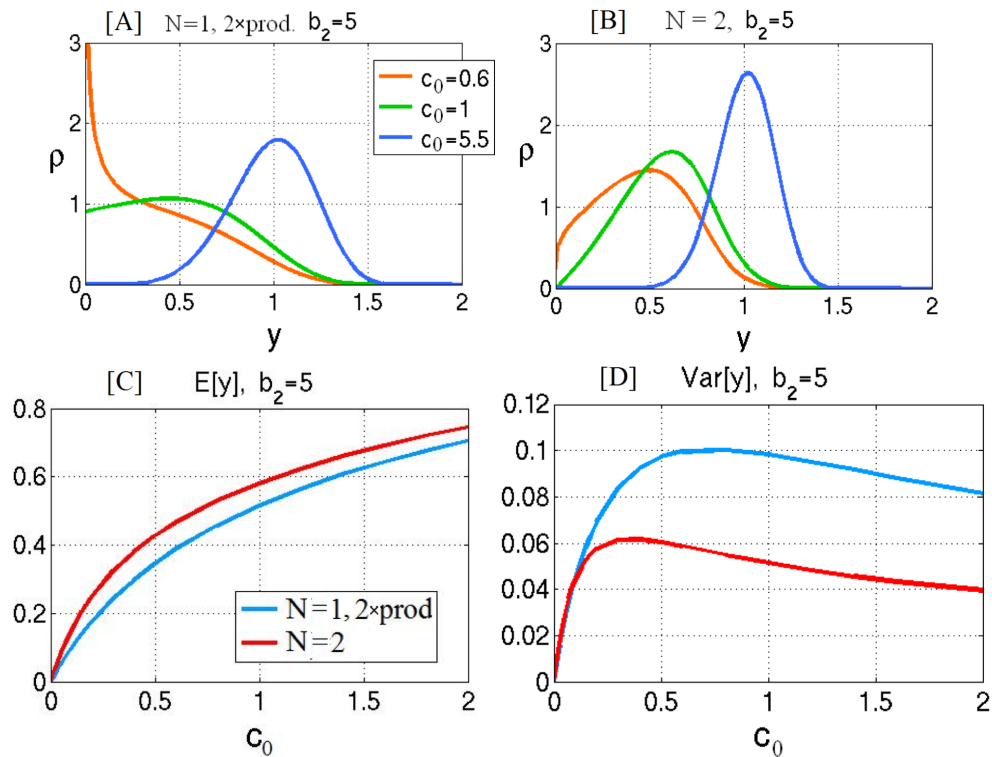 [A] N=1, 2×prod. b₂=5
3
2
1
0
ρ
0 0.5 1 1.5 2
y
c₀=0.6
c₀=1
c₀=5.5
[B] N = 2, b₂=5
3
2
1
0
ρ
0 0.5 1 1.5 2
y
[C] E[y], b₂=5
0.8
0.6
0.4
0.2
0
0 0.5 1 1.5 2
c₀
N=1, 2×prod
N=2
[D] Var[y], b₂=5
0.12
0.1
0.08
0.06
0.04
0.02
0
0 0.5 1 1.5 2
c₀